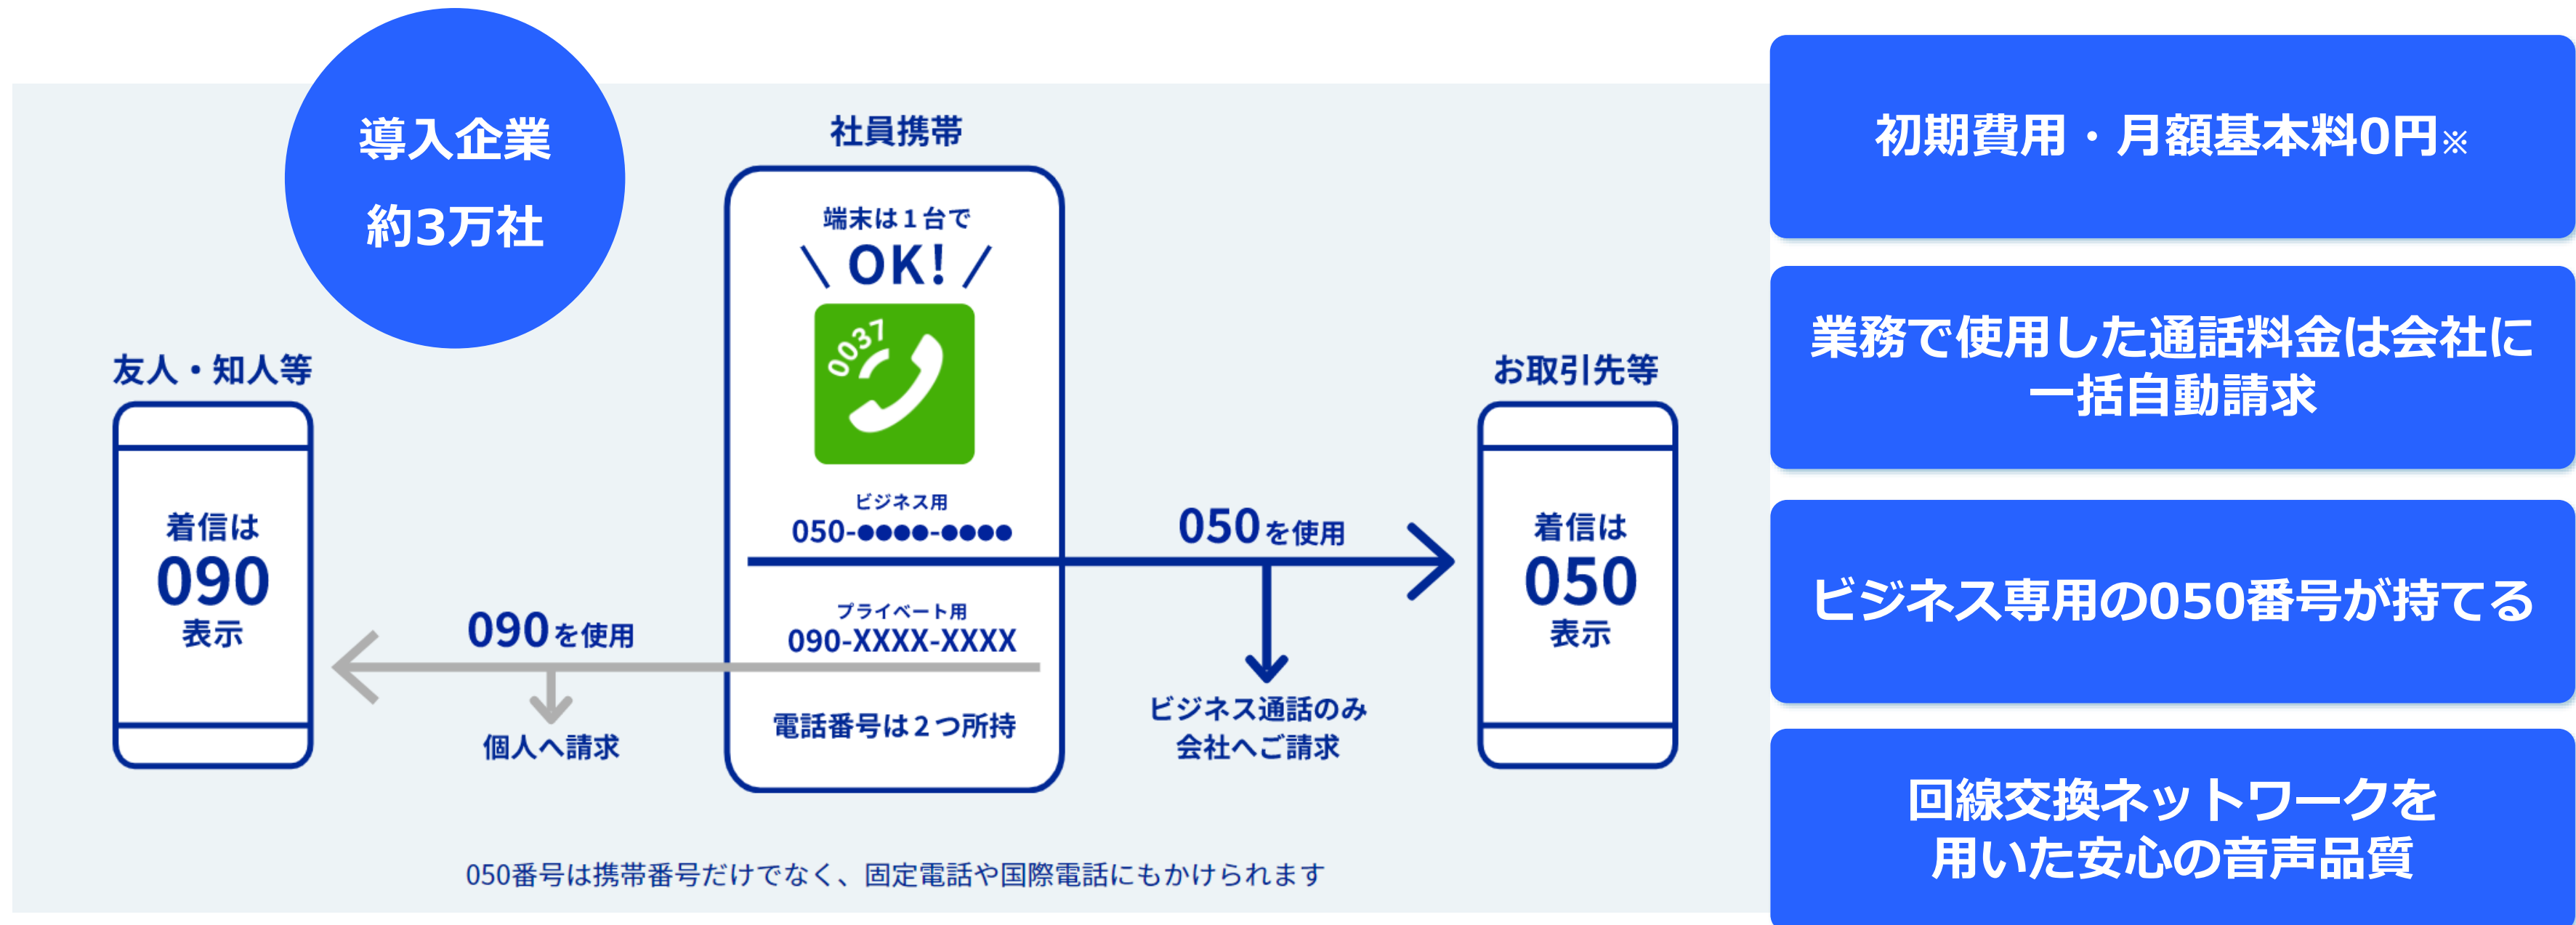 導入企業
約3万社
社員携帯
端末は1台で
\ OK! /
0037
ビジネス用
050-●●●●-●●●●
プライベート用
090-XXXX-XXXX
電話番号は2つ所持
友人・知人等
着信は
090
表示
090を使用
個人へ請求
050を使用
ビジネス通話のみ
会社へご請求
お取引先等
着信は
050
表示
050番号は携帯番号だけでなく、固定電話や国際電話にもかけられます
初期費用・月額基本料0円※
業務で使用した通話料金は会社に
一括自動請求
ビジネス専用の050番号が持てる
回線交換ネットワークを
用いた安心の音声品質